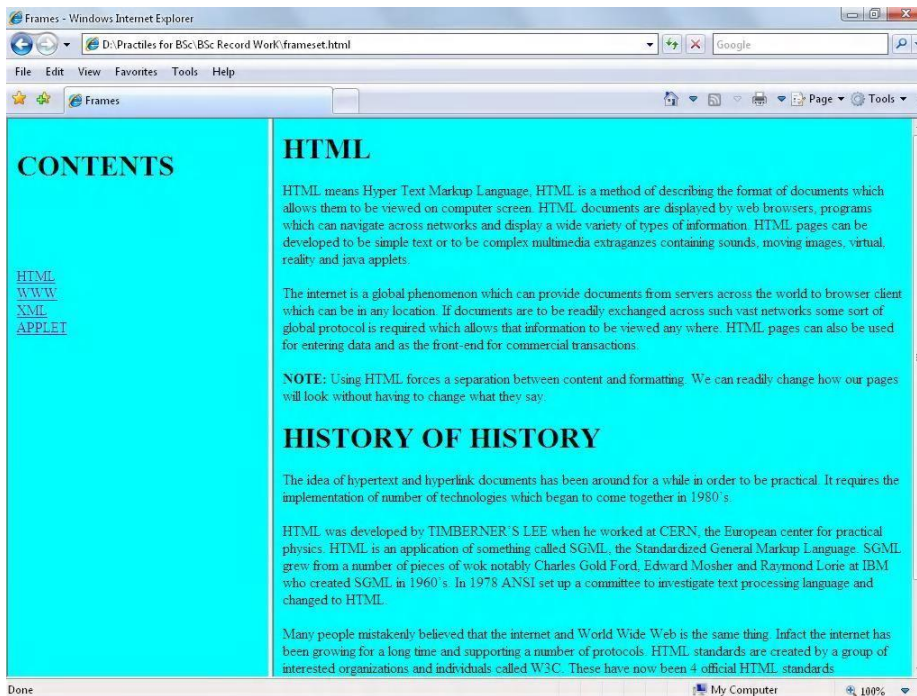 Frames - Windows Internet Explorer
D:\Practiles for BSc\BSc Record WorK\frameset.html
Google
File Edit View Favorites Tools Help
Frames
Page Tools
CONTENTS
HTML
WWW
XML
APPLET
HTML
HTML means Hyper Text Markup Language, HTML is a method of describing the format of documents which
allows them to be viewed on computer screen. HTML documents are displayed by web browsers, programs
which can navigate across networks and display a wide variety of types of information. HTML pages can be
developed to be simple text or to be complex multimedia extraganzes containing sounds, moving images, virtual,
reality and java applets.
The internet is a global phenomenon which can provide documents from servers across the world to browser client
which can be in any location. If documents are to be readily exchanged across such vast networks some sort of
global protocol is required which allows that information to be viewed any where. HTML pages can also be used
for entering data and as the front-end for commercial transactions.
NOTE: Using HTML forces a separation between content and formatting. We can readily change how our pages
will look without having to change what they say.
HISTORY OF HISTORY
The idea of hypertext and hyperlink documents has been around for a while in order to be practical. It requires the
implementation of number of technologies which began to come together in 1980`s.
HTML was developed by TIMBERNER`S LEE when he worked at CERN, the European center for practical
physics. HTML is an application of something called SGML, the Standardized General Markup Language. SGML
grew from a number of pieces of wok notably Charles Gold Ford, Edward Mosher and Raymond Lorie at IBM
who created SGML in 1960`s. In 1978 ANSI set up a committee to investigate text processing language and
changed to HTML.
Many people mistakenly believed that the internet and World Wide Web is the same thing. Infact the internet has
been growing for a long time and supporting a number of protocols. HTML standards are created by a group of
interested organizations and individuals called W3C. These have now been 4 official HTML standards
Done
My Computer
100%